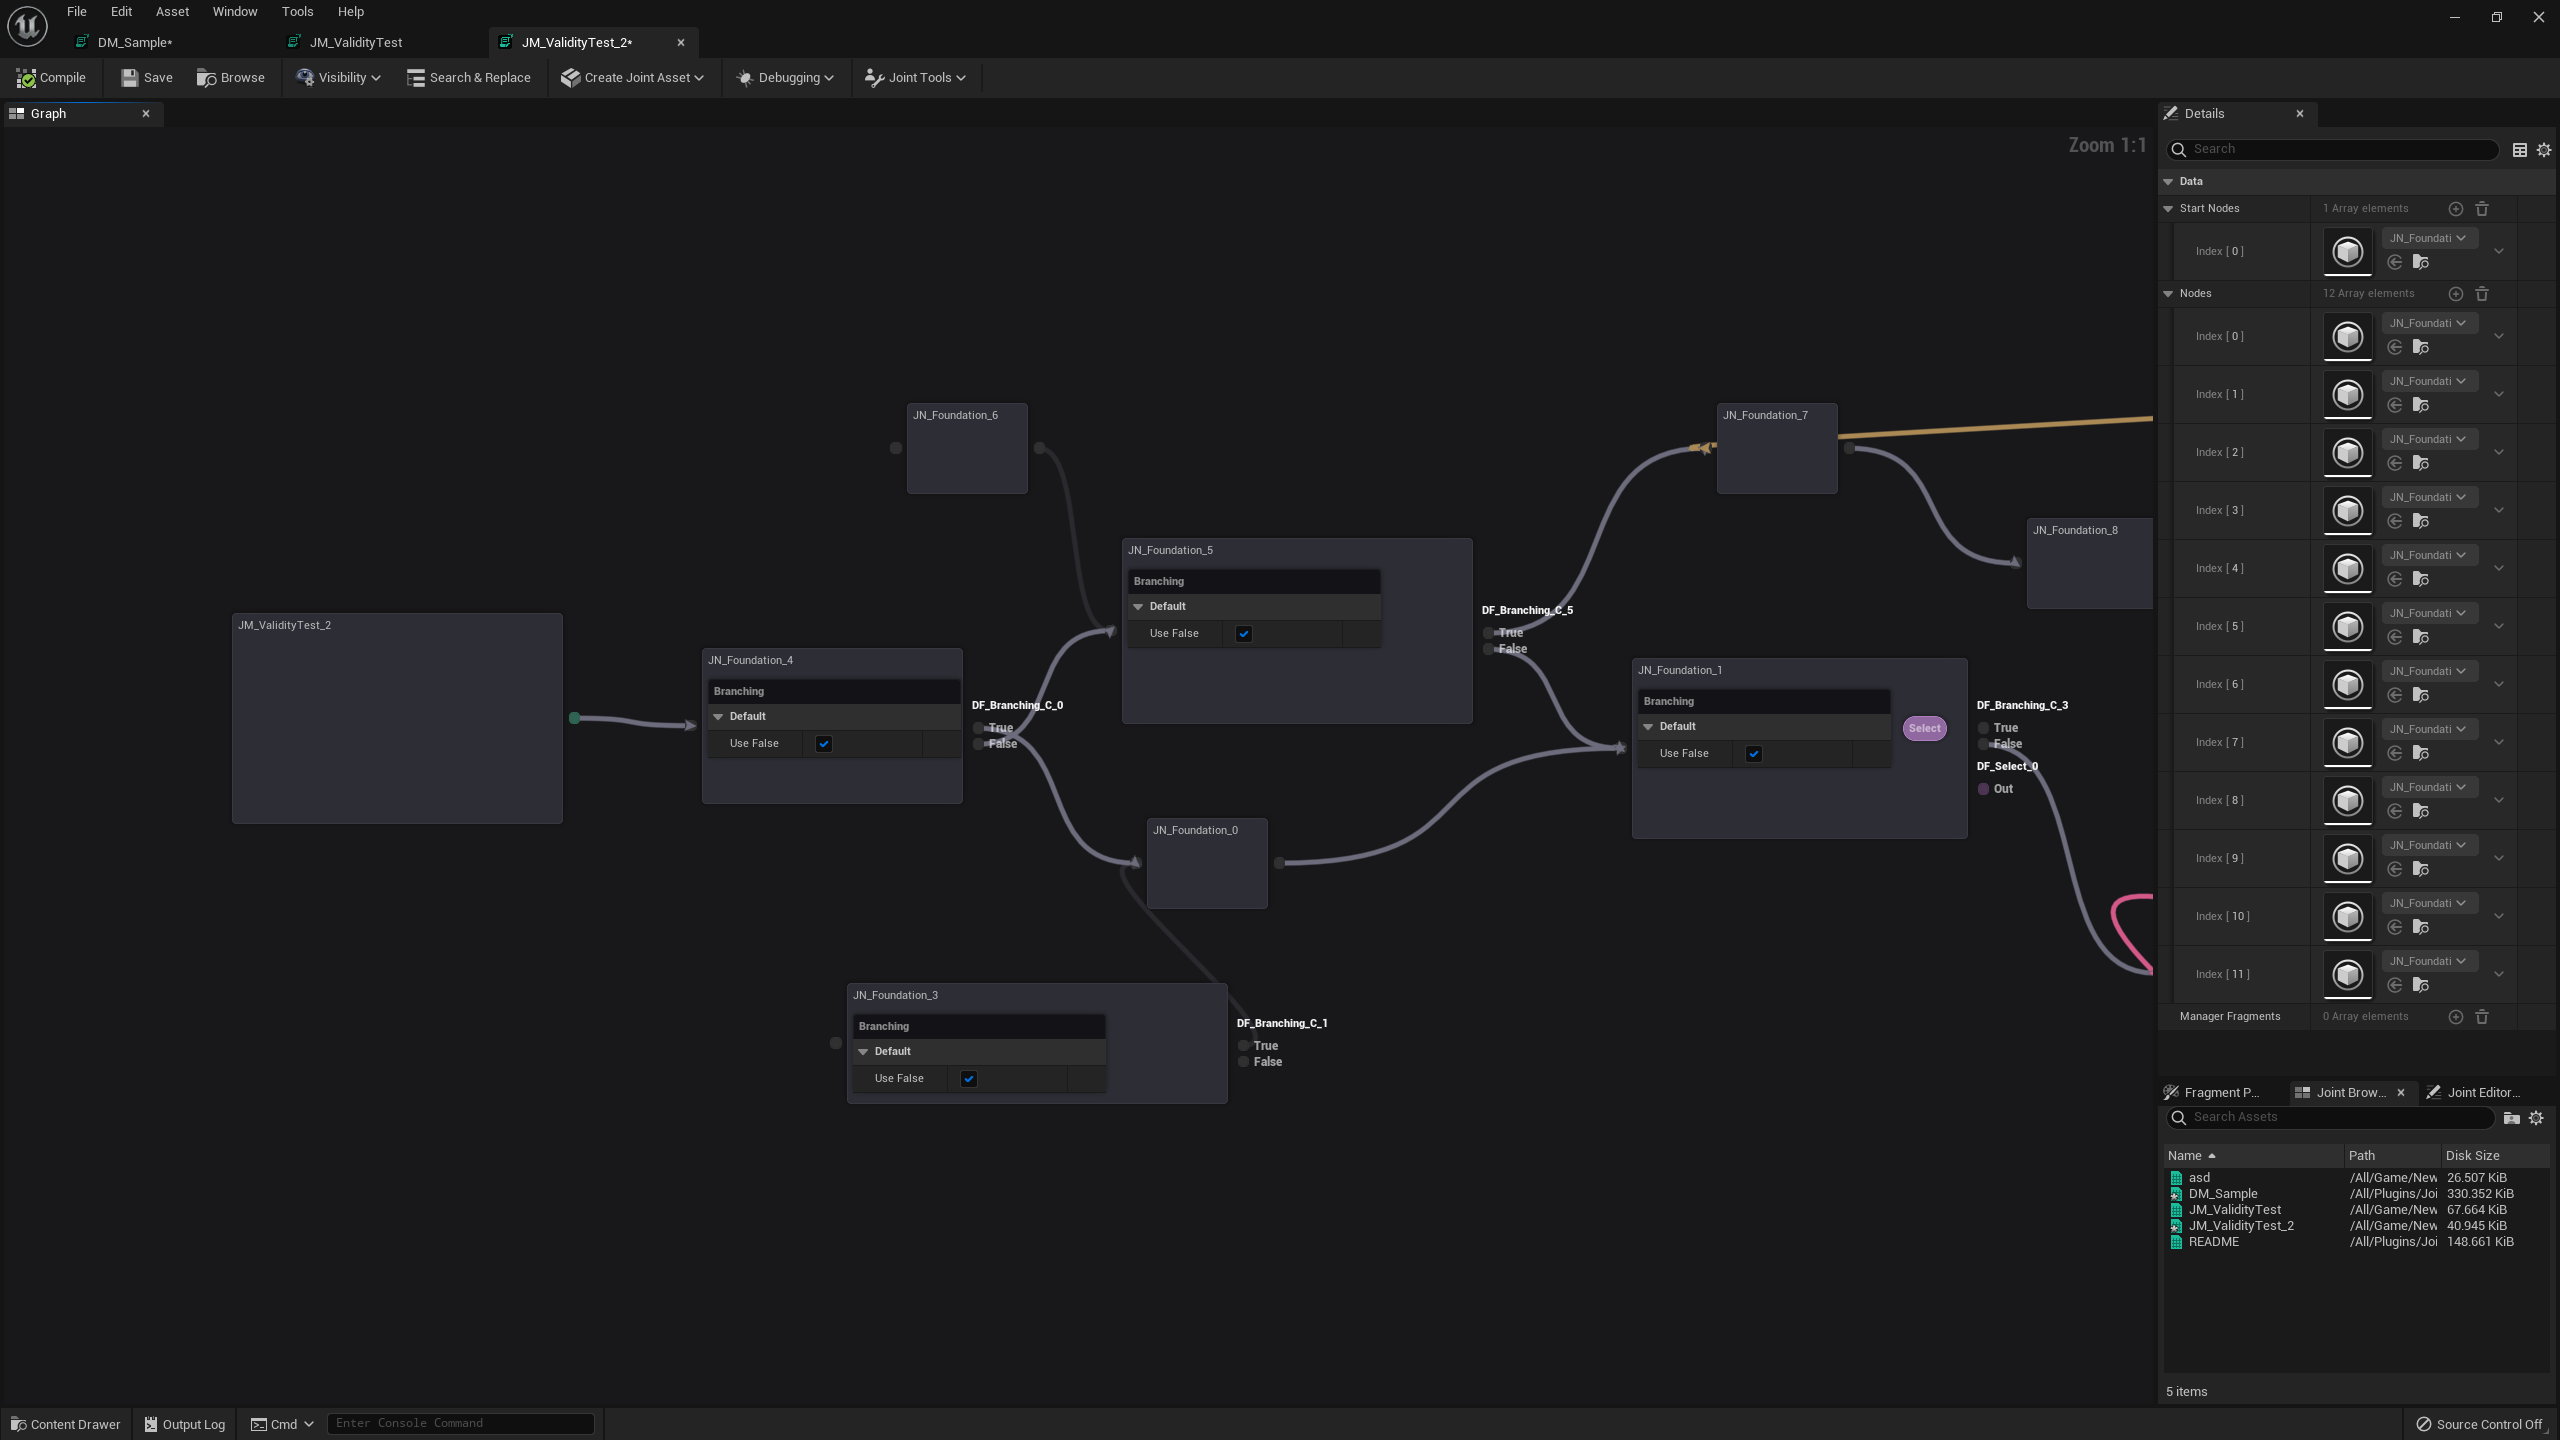 File Edit Asset Window Tools Help
DM_Sample* JM_ValidityTest JM_ValidityTest_2*
Compile Save Browse Visibility Search & Replace Create Joint Asset Debugging Joint Tools
Graph
Zoom 1:1
JN_Foundation_6
JN_Foundation_7
JN_Foundation_8
JN_Foundation_5
Branching
Default
Use False
DF_Branching_C_5
True
False
JM_ValidityTest_2
JN_Foundation_4
Branching
Default
Use False
DF_Branching_C_0
True
False
JN_Foundation_1
Branching
Default
Use False
Select
DF_Branching_C_3
True
False
DF_Select_0
Out
JN_Foundation_0
JN_Foundation_3
Branching
Default
Use False
DF_Branching_C_1
True
False
Details
Search
Data
Start Nodes 1 Array elements
Index [ 0 ] JN_Foundati
Nodes 12 Array elements
Index [ 0 ] JN_Foundati
Index [ 1 ] JN_Foundati
Index [ 2 ] JN_Foundati
Index [ 3 ] JN_Foundati
Index [ 4 ] JN_Foundati
Index [ 5 ] JN_Foundati
Index [ 6 ] JN_Foundati
Index [ 7 ] JN_Foundati
Index [ 8 ] JN_Foundati
Index [ 9 ] JN_Foundati
Index [ 10 ] JN_Foundati
Index [ 11 ] JN_Foundati
Manager Fragments 0 Array elements
Fragment P... Joint Brow... Joint Editor...
Search Assets
Name Path Disk Size
asd /All/Game/New 26.507 KiB
DM_Sample /All/Plugins/Joi 330.352 KiB
JM_ValidityTest /All/Game/New 67.664 KiB
JM_ValidityTest_2 /All/Game/New 40.945 KiB
README /All/Plugins/Joi 148.661 KiB
5 items
Content Drawer Output Log Cmd Enter Console Command Source Control Off